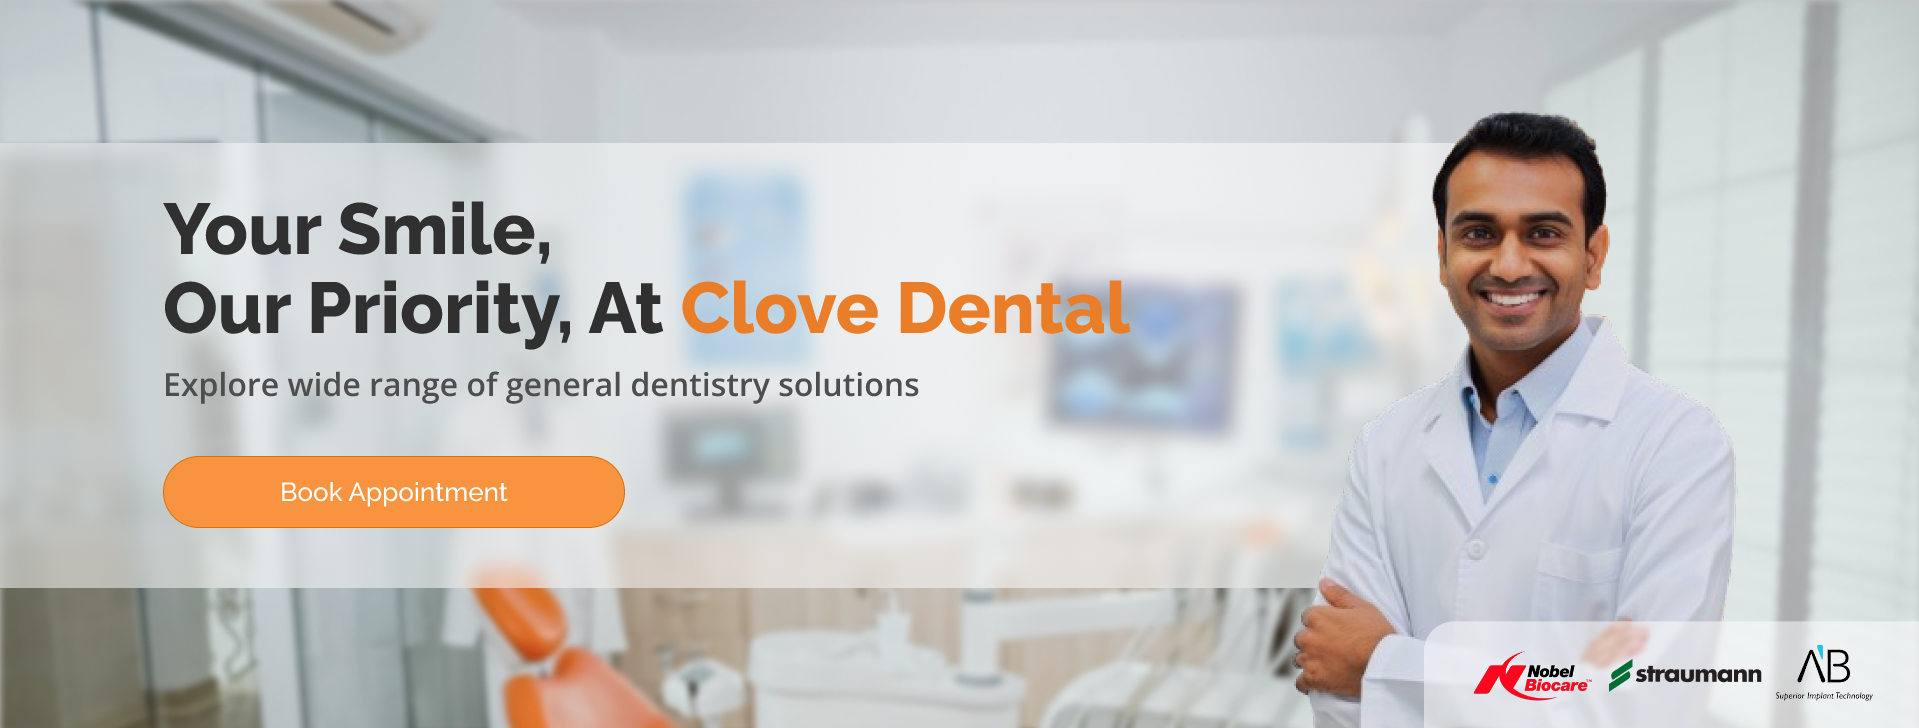 Your Smile,
Our Priority, At Clove Dental
Explore wide range of general dentistry solutions
Book Appointment
Nobel
Biocare™
straumann
AB
Superior Implant Technology